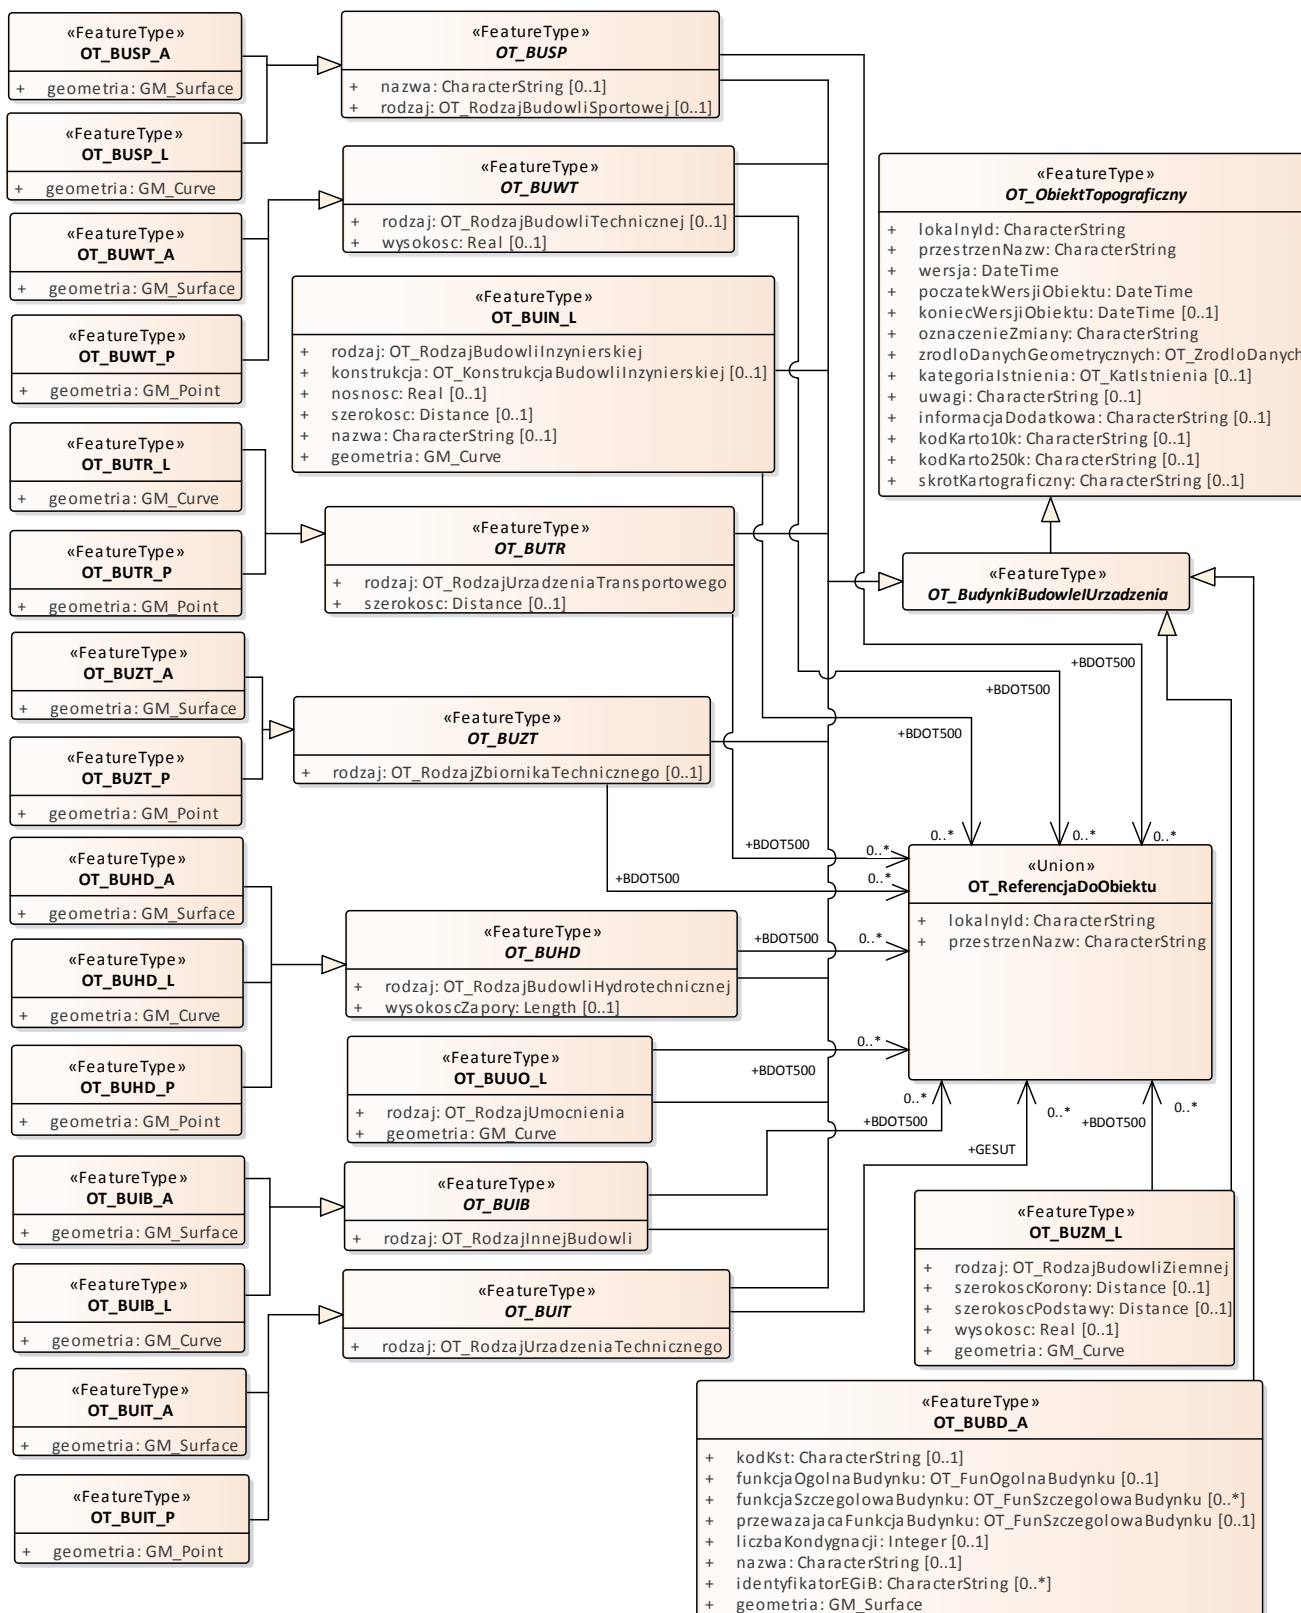 «FeatureType»
OT_BUSP_A
+ geometria: GM_Surface
«FeatureType»
OT_BUSP_L
+ geometria: GM_Curve
«FeatureType»
OT_BUWT_A
+ geometria: GM_Surface
«FeatureType»
OT_BUWT_P
+ geometria: GM_Point
«FeatureType»
OT_BUTR_L
+ geometria: GM_Curve
«FeatureType»
OT_BUTR_P
+ geometria: GM_Point
«FeatureType»
OT_BUZT_A
+ geometria: GM_Surface
«FeatureType»
OT_BUZT_P
+ geometria: GM_Point
«FeatureType»
OT_BUHD_A
+ geometria: GM_Surface
«FeatureType»
OT_BUHD_L
+ geometria: GM_Curve
«FeatureType»
OT_BUHD_P
+ geometria: GM_Point
«FeatureType»
OT_BUIB_A
+ geometria: GM_Surface
«FeatureType»
OT_BUIB_L
+ geometria: GM_Curve
«FeatureType»
OT_BUIT_A
+ geometria: GM_Surface
«FeatureType»
OT_BUIT_P
+ geometria: GM_Point
«FeatureType»
OT_BUSP
+ nazwa: CharacterString [0..1]
+ rodzaj: OT_RodzajBudowliSportowej [0..1]
«FeatureType»
OT_BUWT
+ rodzaj: OT_RodzajBudowliTechnicznej [0..1]
+ wysokosc: Real [0..1]
«FeatureType»
OT_BUIN_L
+ rodzaj: OT_RodzajBudowliInzynierskiej
+ konstrukcja: OT_KonstrukcjaBudowliInzynierskiej [0..1]
+ nosnosc: Real [0..1]
+ szerokosc: Distance [0..1]
+ nazwa: CharacterString [0..1]
+ geometria: GM_Curve
«FeatureType»
OT_BUTR
+ rodzaj: OT_RodzajUrzadzeniaTransportowego
+ szerokosc: Distance [0..1]
«FeatureType»
OT_BUZT
+ rodzaj: OT_RodzajZbiornikaTechnicznego [0..1]
«FeatureType»
OT_BUHD
+ rodzaj: OT_RodzajBudowliHydrotechnicznej
+ wysokoscZapory: Length [0..1]
«FeatureType»
OT_BUUO_L
+ rodzaj: OT_RodzajUmocnienia
+ geometria: GM_Curve
«FeatureType»
OT_BUIB
+ rodzaj: OT_RodzajInnejBudowli
«FeatureType»
OT_BUIT
+ rodzaj: OT_RodzajUrzadzeniaTechnicznego
«FeatureType»
OT_ObiektTopograficzny
+ lokalnyId: CharacterString
+ przestrzenNazw: CharacterString
+ wersja: DateTime
+ poczatekWersjiObiektu: DateTime
+ koniecWersjiObiektu: DateTime [0..1]
+ oznaczenieZmiany: CharacterString
+ zrodloDanychGeometrycznych: OT_ZrodloDanych
+ kategoriaIstnienia: OT_KatIstnienia [0..1]
+ uwagi: CharacterString [0..1]
+ informacjaDodatkowa: CharacterString [0..1]
+ kodKarto10k: CharacterString [0..1]
+ kodKarto250k: CharacterString [0..1]
+ skrotKartograficzny: CharacterString [0..1]
«FeatureType»
OT_BudynkiBudowleIUrzadzenia
+BDOT500
+BDOT500
+BDOT500
0..*
0..*
0..*
+BDOT500
0..*
+BDOT500
0..*
+BDOT500
0..*
0..*
+BDOT500
«Union»
OT_ReferencjaDoObiektu
+ lokalnyId: CharacterString
+ przestrzenNazw: CharacterString
0..*
0..*
0..*
+BDOT500
+BDOT500
+GESUT
«FeatureType»
OT_BUZM_L
+ rodzaj: OT_RodzajBudowliZiemnej
+ szerokoscKorony: Distance [0..1]
+ szerokoscPodstawy: Distance [0..1]
+ wysokosc: Real [0..1]
+ geometria: GM_Curve
«FeatureType»
OT_BUBD_A
+ kodKst: CharacterString [0..1]
+ funkcjaOgolnaBudynku: OT_FunOgolnaBudynku [0..1]
+ funkcjaSzczegolowaBudynku: OT_FunSzczegolowaBudynku [0..*]
+ przewazajacaFunkcjaBudynku: OT_FunSzczegolowaBudynku [0..1]
+ liczbaKondygnacji: Integer [0..1]
+ nazwa: CharacterString [0..1]
+ identyfikatorEGiB: CharacterString [0..*]
+ geometria: GM_Surface